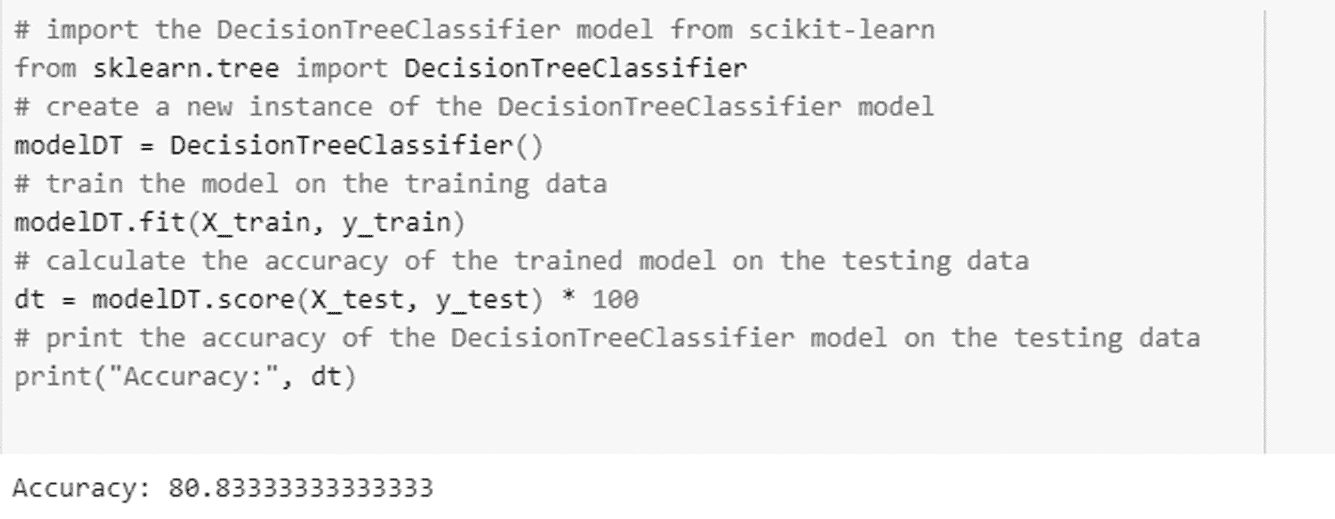 # import the DecisionTreeClassifier model from scikit-learn
from sklearn.tree import DecisionTreeClassifier
# create a new instance of the DecisionTreeClassifier model
modelDT = DecisionTreeClassifier()
# train the model on the training data
modelDT.fit(X_train, y_train)
# calculate the accuracy of the trained model on the testing data
dt = modelDT.score(X_test, y_test) * 100
# print the accuracy of the DecisionTreeClassifier model on the testing data
print("Accuracy:", dt)
Accuracy: 80.83333333333333